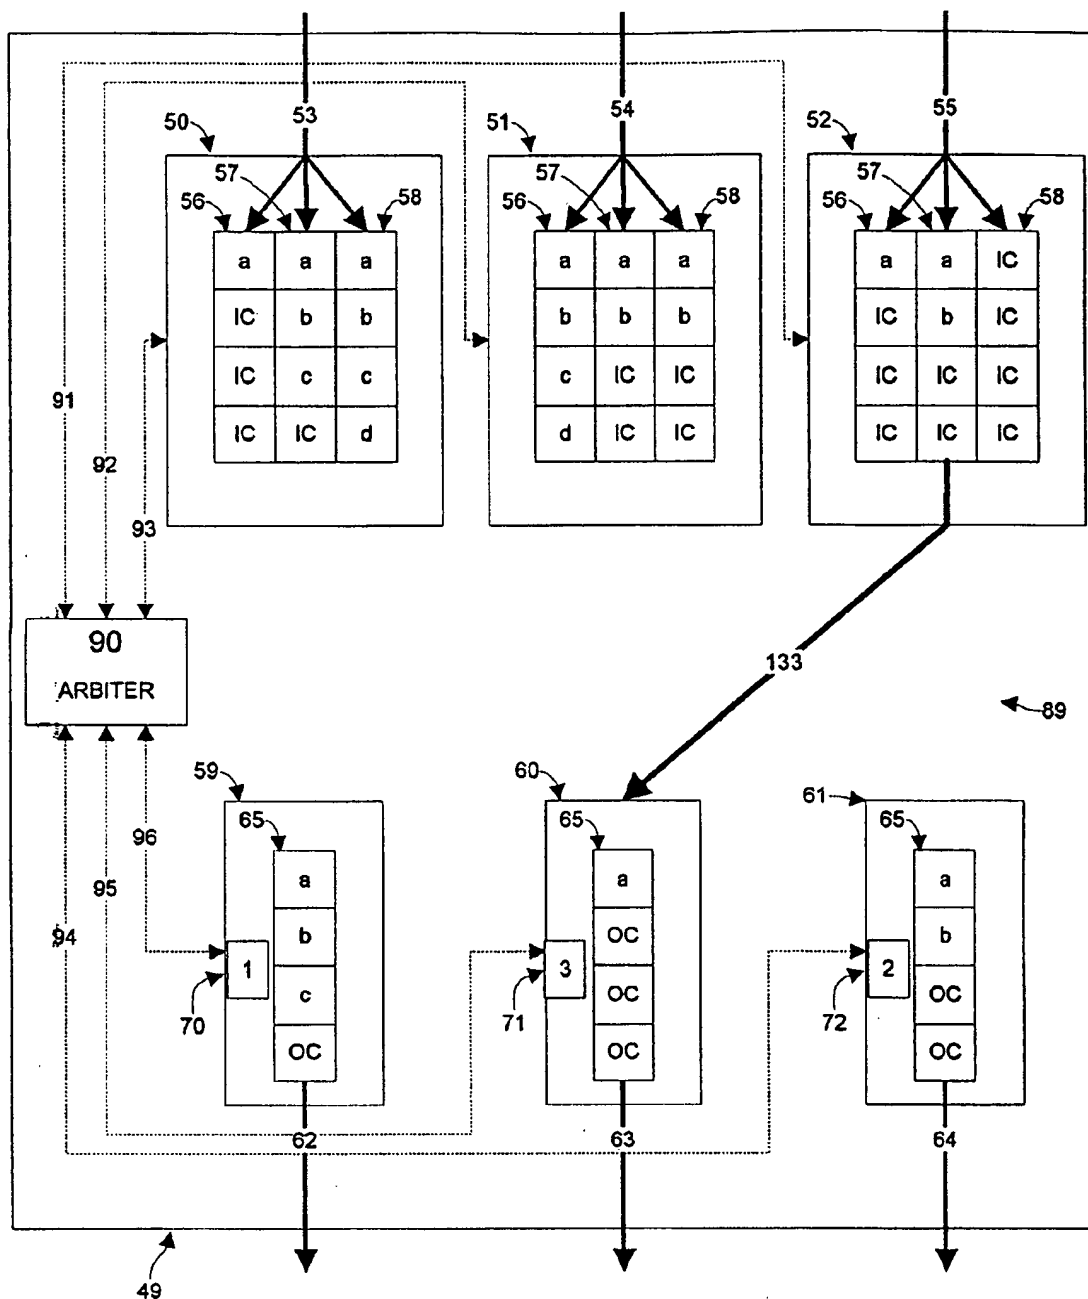 53 54 55
50 51 52
57 57 57
56 58 56 58 56 58
a a a a a a a a IC
IC b b b b b IC b IC
IC c c c IC IC IC IC IC
IC IC d d IC IC IC IC IC
91
92
93
90
ARBITER
133
89
59 60 61
65 65 65
96
95
94
a a a
b OC b
1 3 2
c OC OC
70 71 72
OC OC OC
62 63 64
49